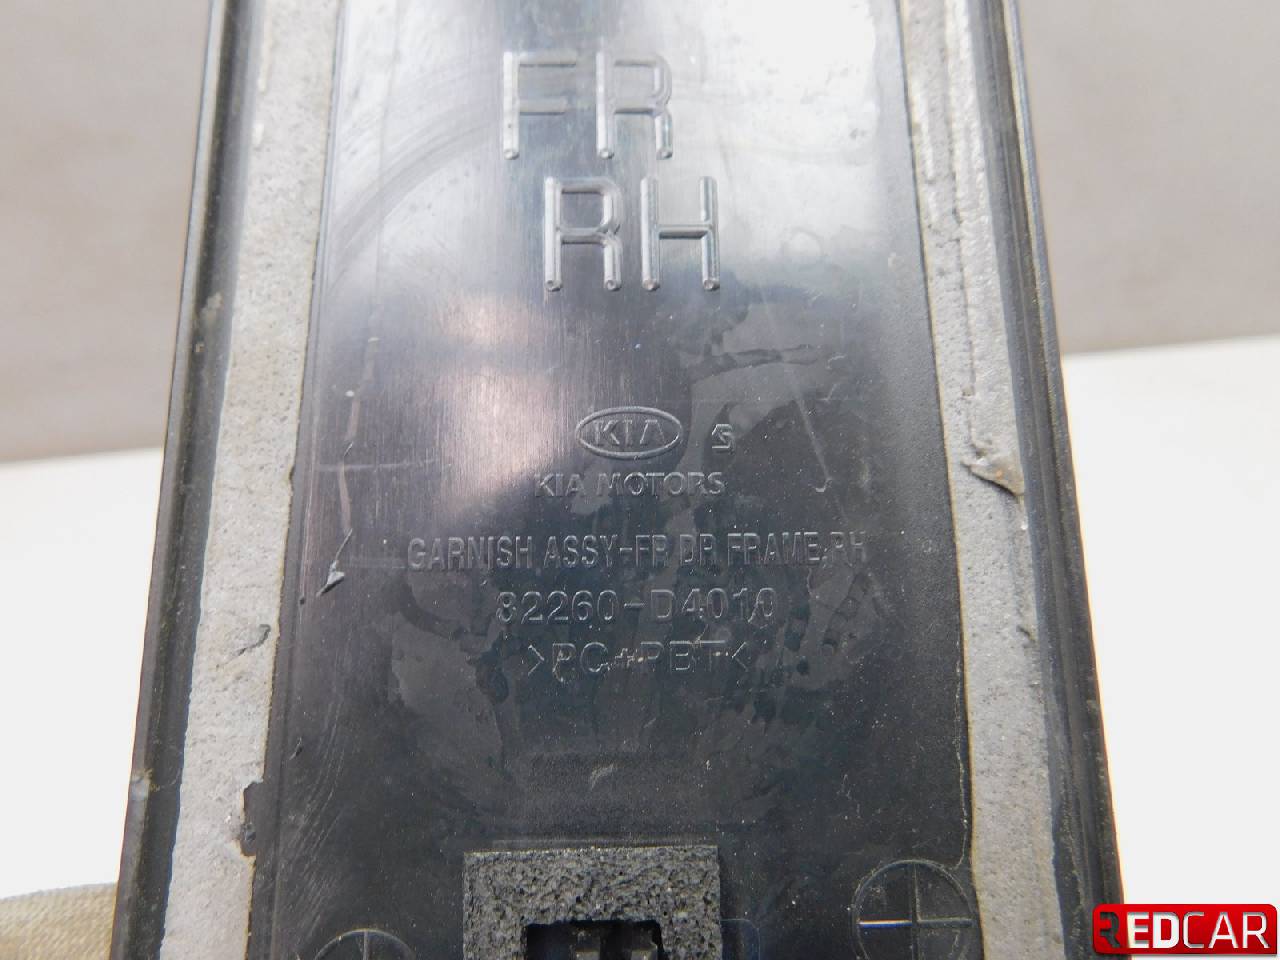 FR
RH
KIA S
KIA MOTORS
GARNISH ASSY-FR DR FRAME,RH
82260-D4010
>PC+PBT<
REDCAR